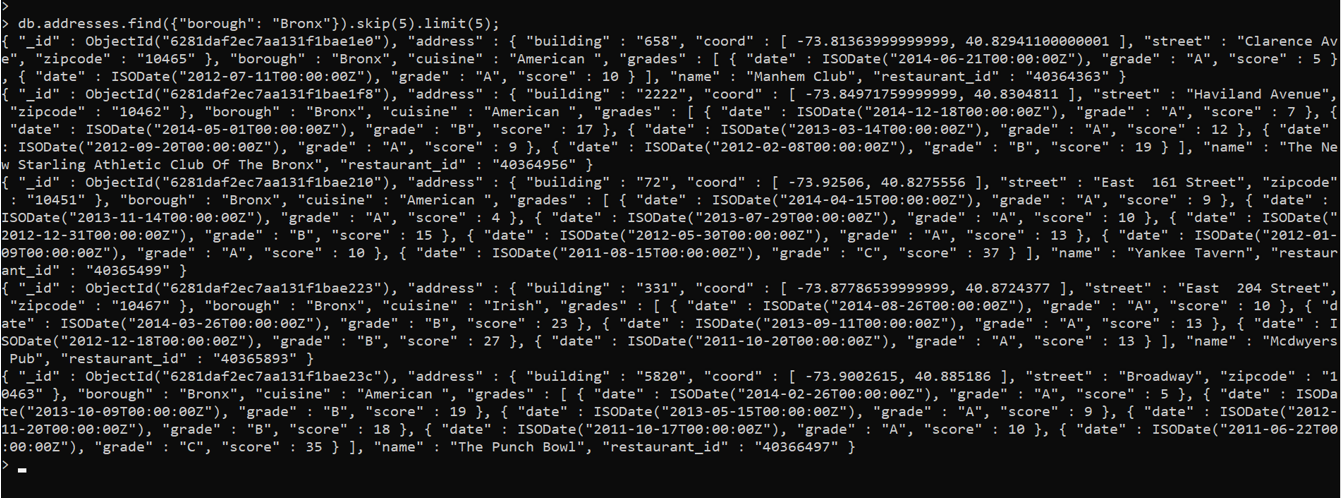 >
> db.addresses.find({"borough": "Bronx"}).skip(5).limit(5);
{ "_id" : ObjectId("6281daf2ec7aa131f1bae1e0"), "address" : { "building" : "658", "coord" : [ -73.81363999999999, 40.82941100000001 ], "street" : "Clarence Av
e", "zipcode" : "10465" }, "borough" : "Bronx", "cuisine" : "American ", "grades" : [ { "date" : ISODate("2014-06-21T00:00:00Z"), "grade" : "A", "score" : 5 }
, { "date" : ISODate("2012-07-11T00:00:00Z"), "grade" : "A", "score" : 10 } ], "name" : "Manhem Club", "restaurant_id" : "40364363" }
{ "_id" : ObjectId("6281daf2ec7aa131f1bae1f8"), "address" : { "building" : "2222", "coord" : [ -73.84971759999999, 40.8304811 ], "street" : "Haviland Avenue",
 "zipcode" : "10462" }, "borough" : "Bronx", "cuisine" : "American ", "grades" : [ { "date" : ISODate("2014-12-18T00:00:00Z"), "grade" : "A", "score" : 7 }, {
 "date" : ISODate("2014-05-01T00:00:00Z"), "grade" : "B", "score" : 17 }, { "date" : ISODate("2013-03-14T00:00:00Z"), "grade" : "A", "score" : 12 }, { "date"
: ISODate("2012-09-20T00:00:00Z"), "grade" : "A", "score" : 9 }, { "date" : ISODate("2012-02-08T00:00:00Z"), "grade" : "B", "score" : 19 } ], "name" : "The Ne
w Starling Athletic Club Of The Bronx", "restaurant_id" : "40364956" }
{ "_id" : ObjectId("6281daf2ec7aa131f1bae210"), "address" : { "building" : "72", "coord" : [ -73.92506, 40.8275556 ], "street" : "East  161 Street", "zipcode"
 : "10451" }, "borough" : "Bronx", "cuisine" : "American ", "grades" : [ { "date" : ISODate("2014-04-15T00:00:00Z"), "grade" : "A", "score" : 9 }, { "date" :
ISODate("2013-11-14T00:00:00Z"), "grade" : "A", "score" : 4 }, { "date" : ISODate("2013-07-29T00:00:00Z"), "grade" : "A", "score" : 10 }, { "date" : ISODate("
2012-12-31T00:00:00Z"), "grade" : "B", "score" : 15 }, { "date" : ISODate("2012-05-30T00:00:00Z"), "grade" : "A", "score" : 13 }, { "date" : ISODate("2012-01-
09T00:00:00Z"), "grade" : "A", "score" : 10 }, { "date" : ISODate("2011-08-15T00:00:00Z"), "grade" : "C", "score" : 37 } ], "name" : "Yankee Tavern", "restaur
ant_id" : "40365499" }
{ "_id" : ObjectId("6281daf2ec7aa131f1bae223"), "address" : { "building" : "331", "coord" : [ -73.87786539999999, 40.8724377 ], "street" : "East  204 Street",
 "zipcode" : "10467" }, "borough" : "Bronx", "cuisine" : "Irish", "grades" : [ { "date" : ISODate("2014-08-26T00:00:00Z"), "grade" : "A", "score" : 10 }, { "d
ate" : ISODate("2014-03-26T00:00:00Z"), "grade" : "B", "score" : 23 }, { "date" : ISODate("2013-09-11T00:00:00Z"), "grade" : "A", "score" : 13 }, { "date" : I
SODate("2012-12-18T00:00:00Z"), "grade" : "B", "score" : 27 }, { "date" : ISODate("2011-10-20T00:00:00Z"), "grade" : "A", "score" : 13 } ], "name" : "Mcdwyers
 Pub", "restaurant_id" : "40365893" }
{ "_id" : ObjectId("6281daf2ec7aa131f1bae23c"), "address" : { "building" : "5820", "coord" : [ -73.9002615, 40.885186 ], "street" : "Broadway", "zipcode" : "1
0463" }, "borough" : "Bronx", "cuisine" : "American ", "grades" : [ { "date" : ISODate("2014-02-26T00:00:00Z"), "grade" : "A", "score" : 5 }, { "date" : ISODa
te("2013-10-09T00:00:00Z"), "grade" : "B", "score" : 19 }, { "date" : ISODate("2013-05-15T00:00:00Z"), "grade" : "A", "score" : 9 }, { "date" : ISODate("2012-
11-20T00:00:00Z"), "grade" : "B", "score" : 18 }, { "date" : ISODate("2011-10-17T00:00:00Z"), "grade" : "A", "score" : 10 }, { "date" : ISODate("2011-06-22T00
:00:00Z"), "grade" : "C", "score" : 35 } ], "name" : "The Punch Bowl", "restaurant_id" : "40366497" }
>